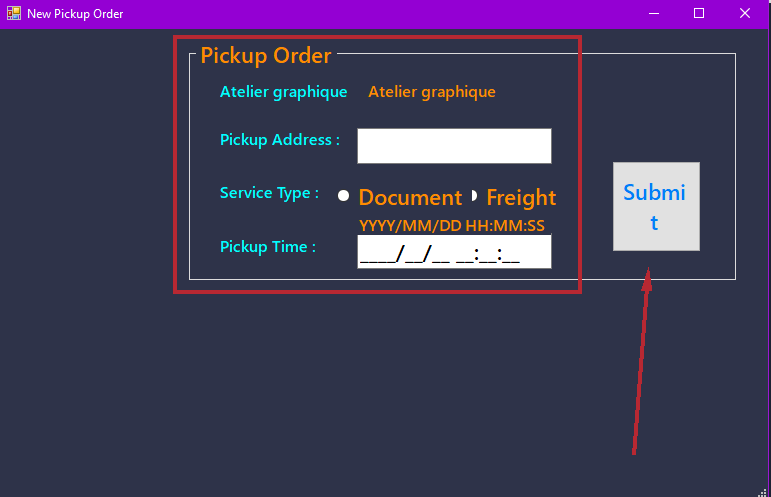 New Pickup Order
Pickup Order
Atelier graphique Atelier graphique
Pickup Address :
Service Type : Document Freight
YYYY/MM/DD HH:MM:SS
Pickup Time : ____/__/__ __:__:__
Submi
t